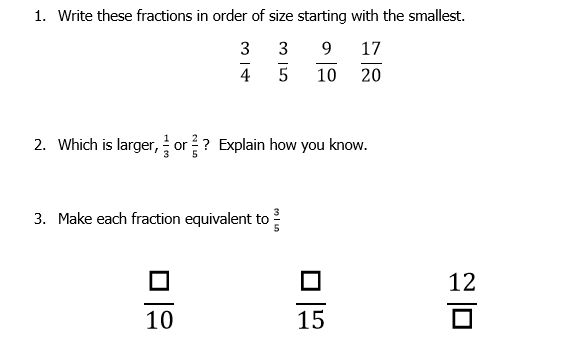 1. Write these fractions in order of size starting with the smallest.
3/4 3/5 9/10 17/20
2. Which is larger, 1/3 or 2/5 ? Explain how you know.
3. Make each fraction equivalent to 3/5
□/10 □/15 12/□